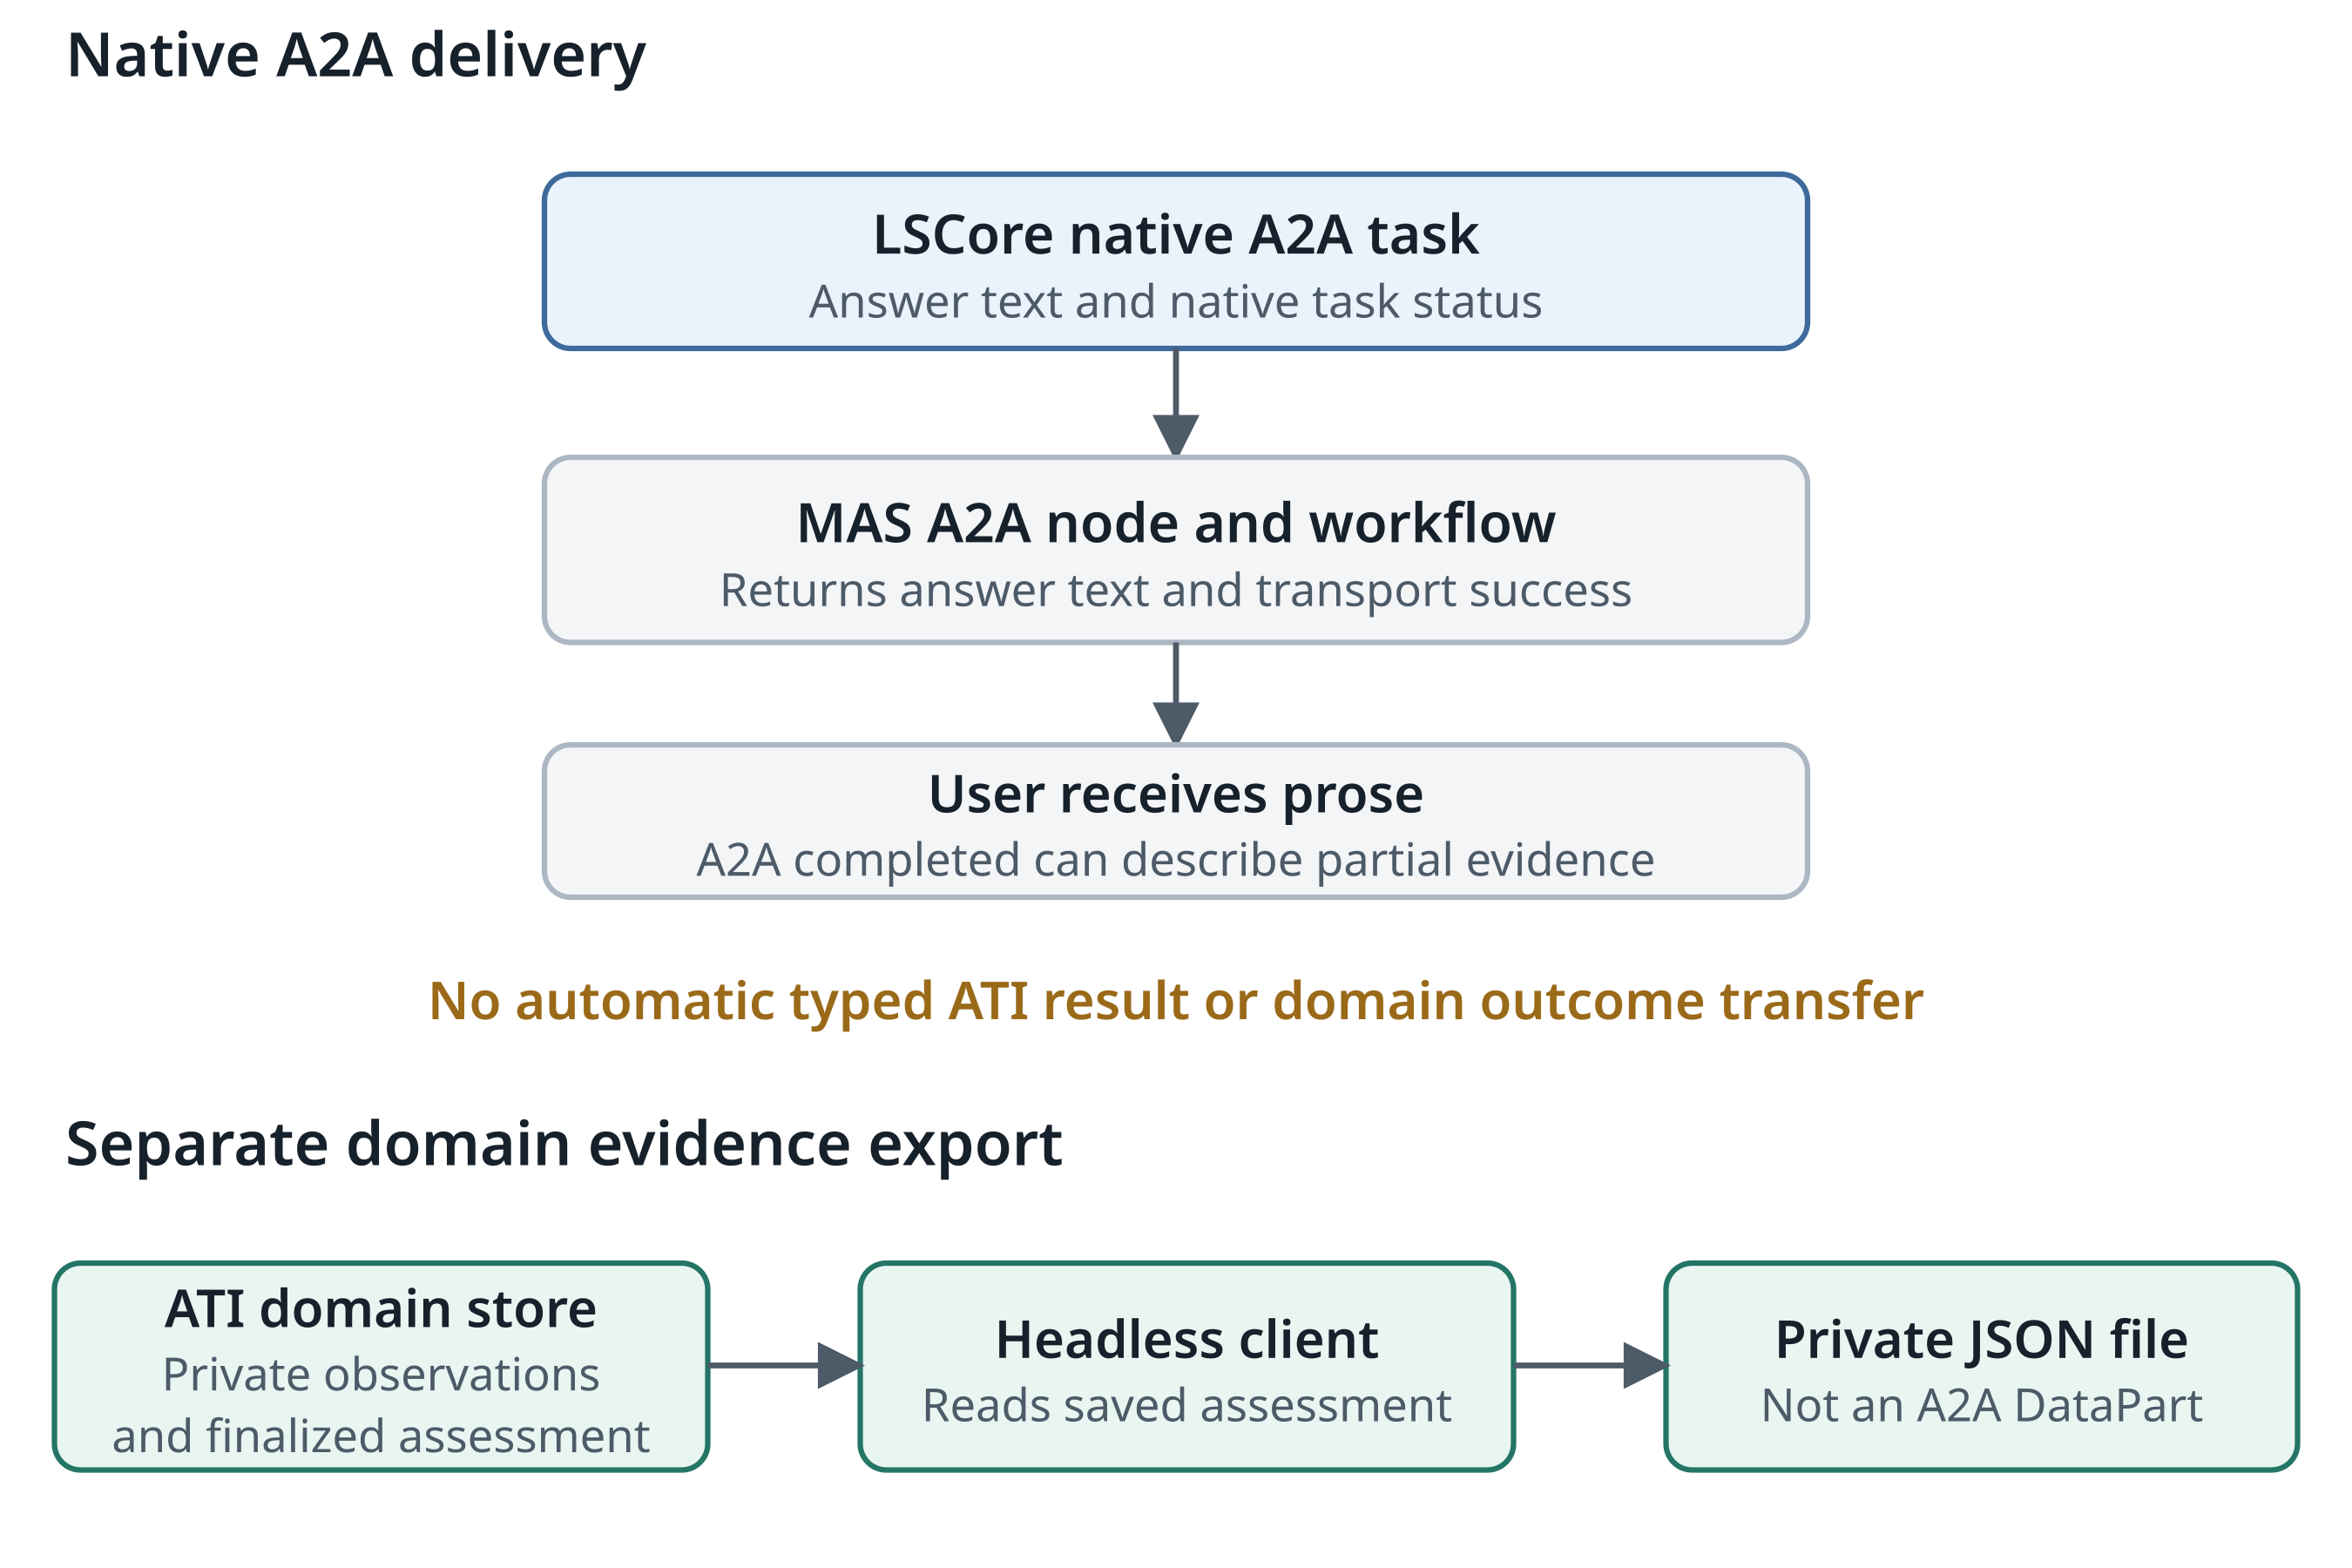 Native A2A delivery
LSCore native A2A task
Answer text and native task status
MAS A2A node and workflow
Returns answer text and transport success
User receives prose
A2A completed can describe partial evidence
No automatic typed ATI result or domain outcome transfer
Separate domain evidence export
ATI domain store
Private observations
and finalized assessment
Headless client
Reads saved assessment
Private JSON file
Not an A2A DataPart